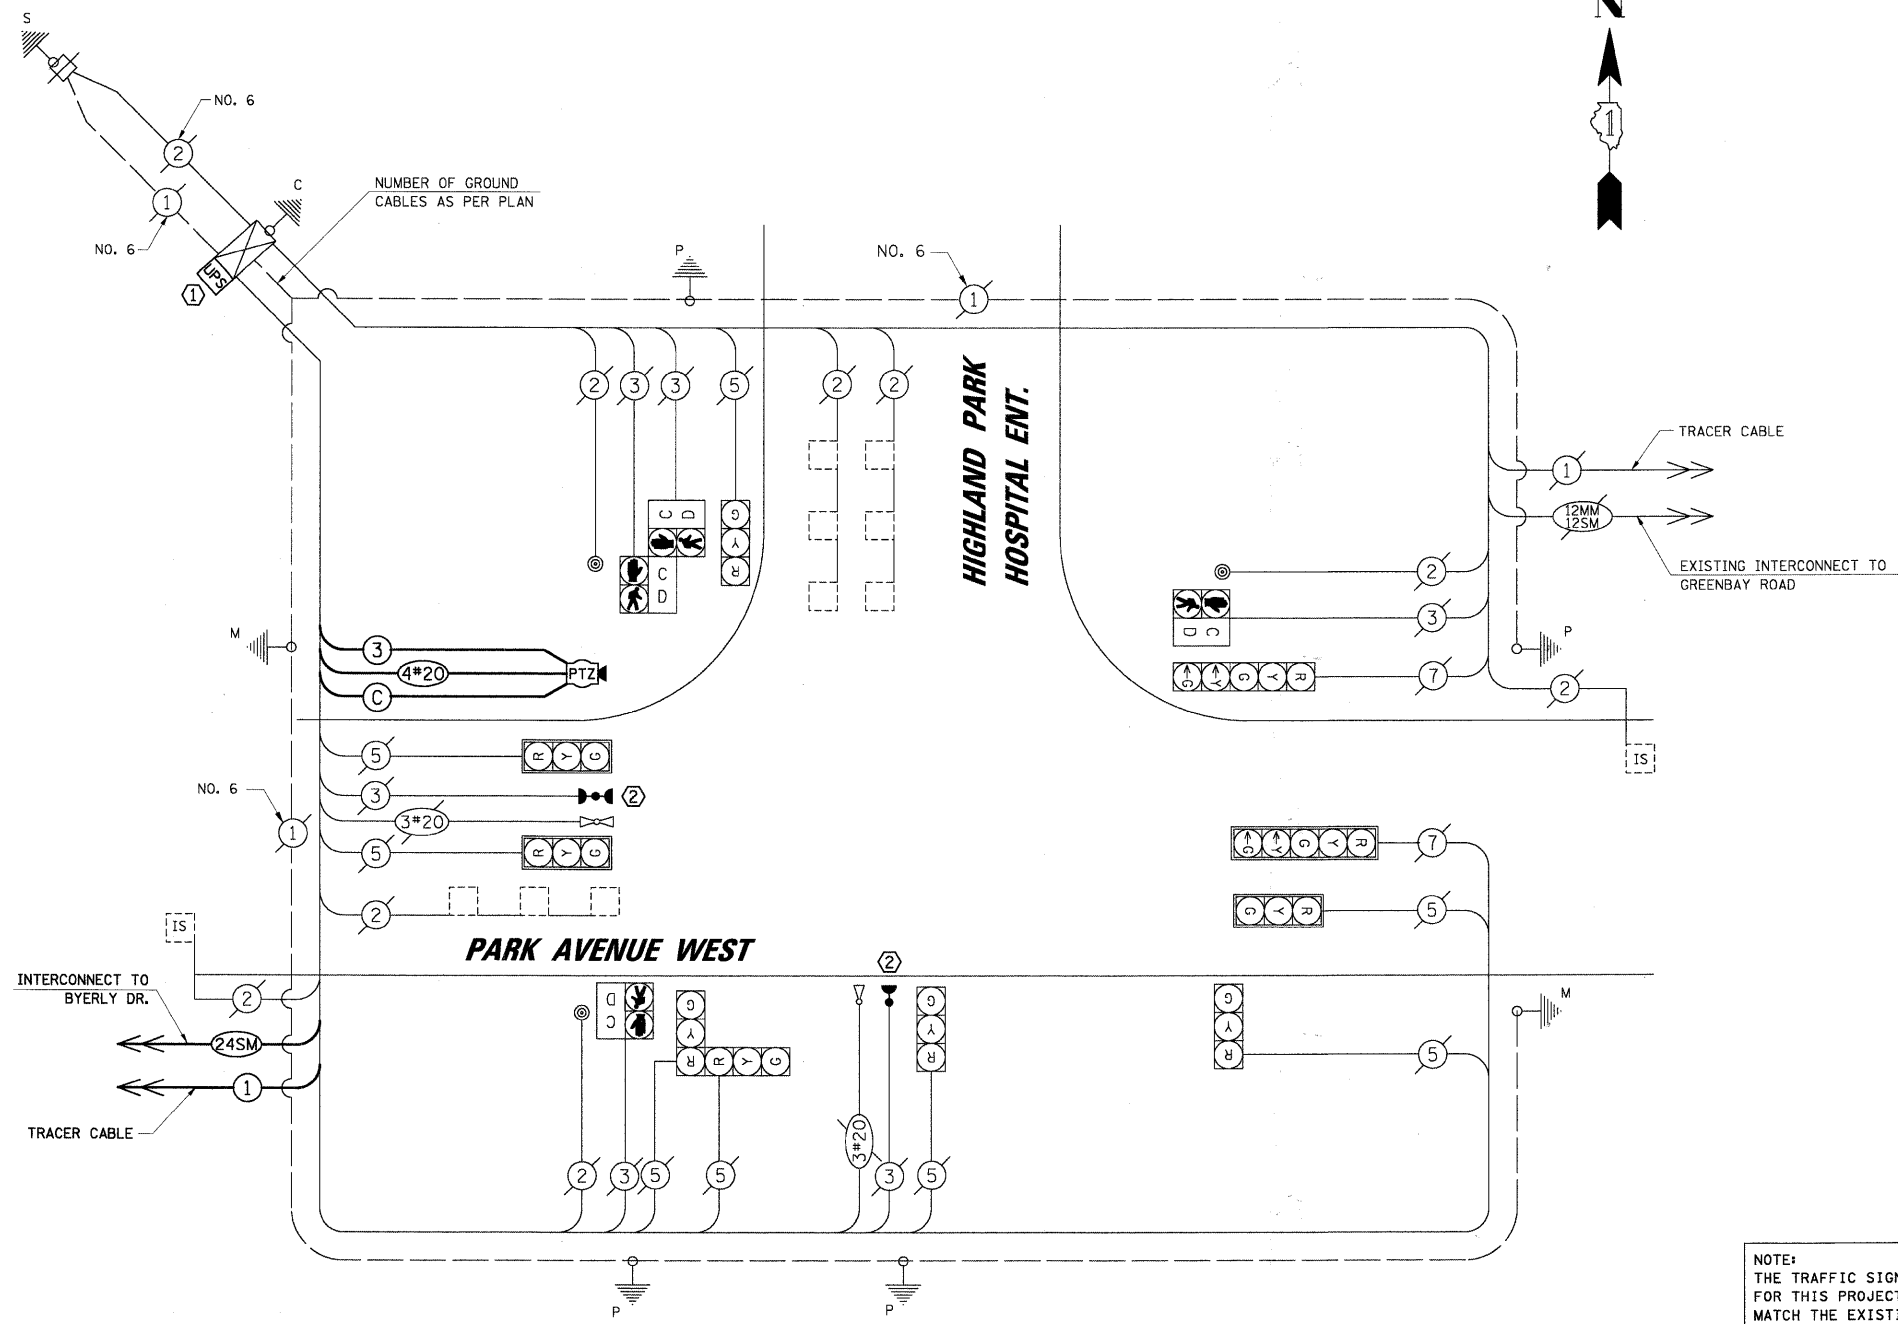 S
N
NO. 6
2
1
NO. 6
C
NUMBER OF GROUND
CABLES AS PER PLAN
UPS
1
P
NO. 6
1
1
2
3
3
5
2
2
HIGHLAND PARK
HOSPITAL ENT.
TRACER CABLE
1
12MM
12SM
EXISTING INTERCONNECT TO
GREENBAY ROAD
C D
G Y R
C
D
2
3
D C
G Y G Y R
7
P
2
IS
M
3
4#20
PTZ
C
5
R Y G
3
2
3#20
5
R Y G
2
NO. 6
1
G Y G Y R
7
G Y R
5
IS
PARK AVENUE WEST
2
INTERCONNECT TO
BYERLY DR.
2
24SM
1
TRACER CABLE
D
C
G
Y
R R Y G
G
Y
R
G
Y
R
5
M
2
3
5
5
3#20
3
5
P
P
NOTE:
THE TRAFFIC SIGN
FOR THIS PROJECT
MATCH THE EXISTI